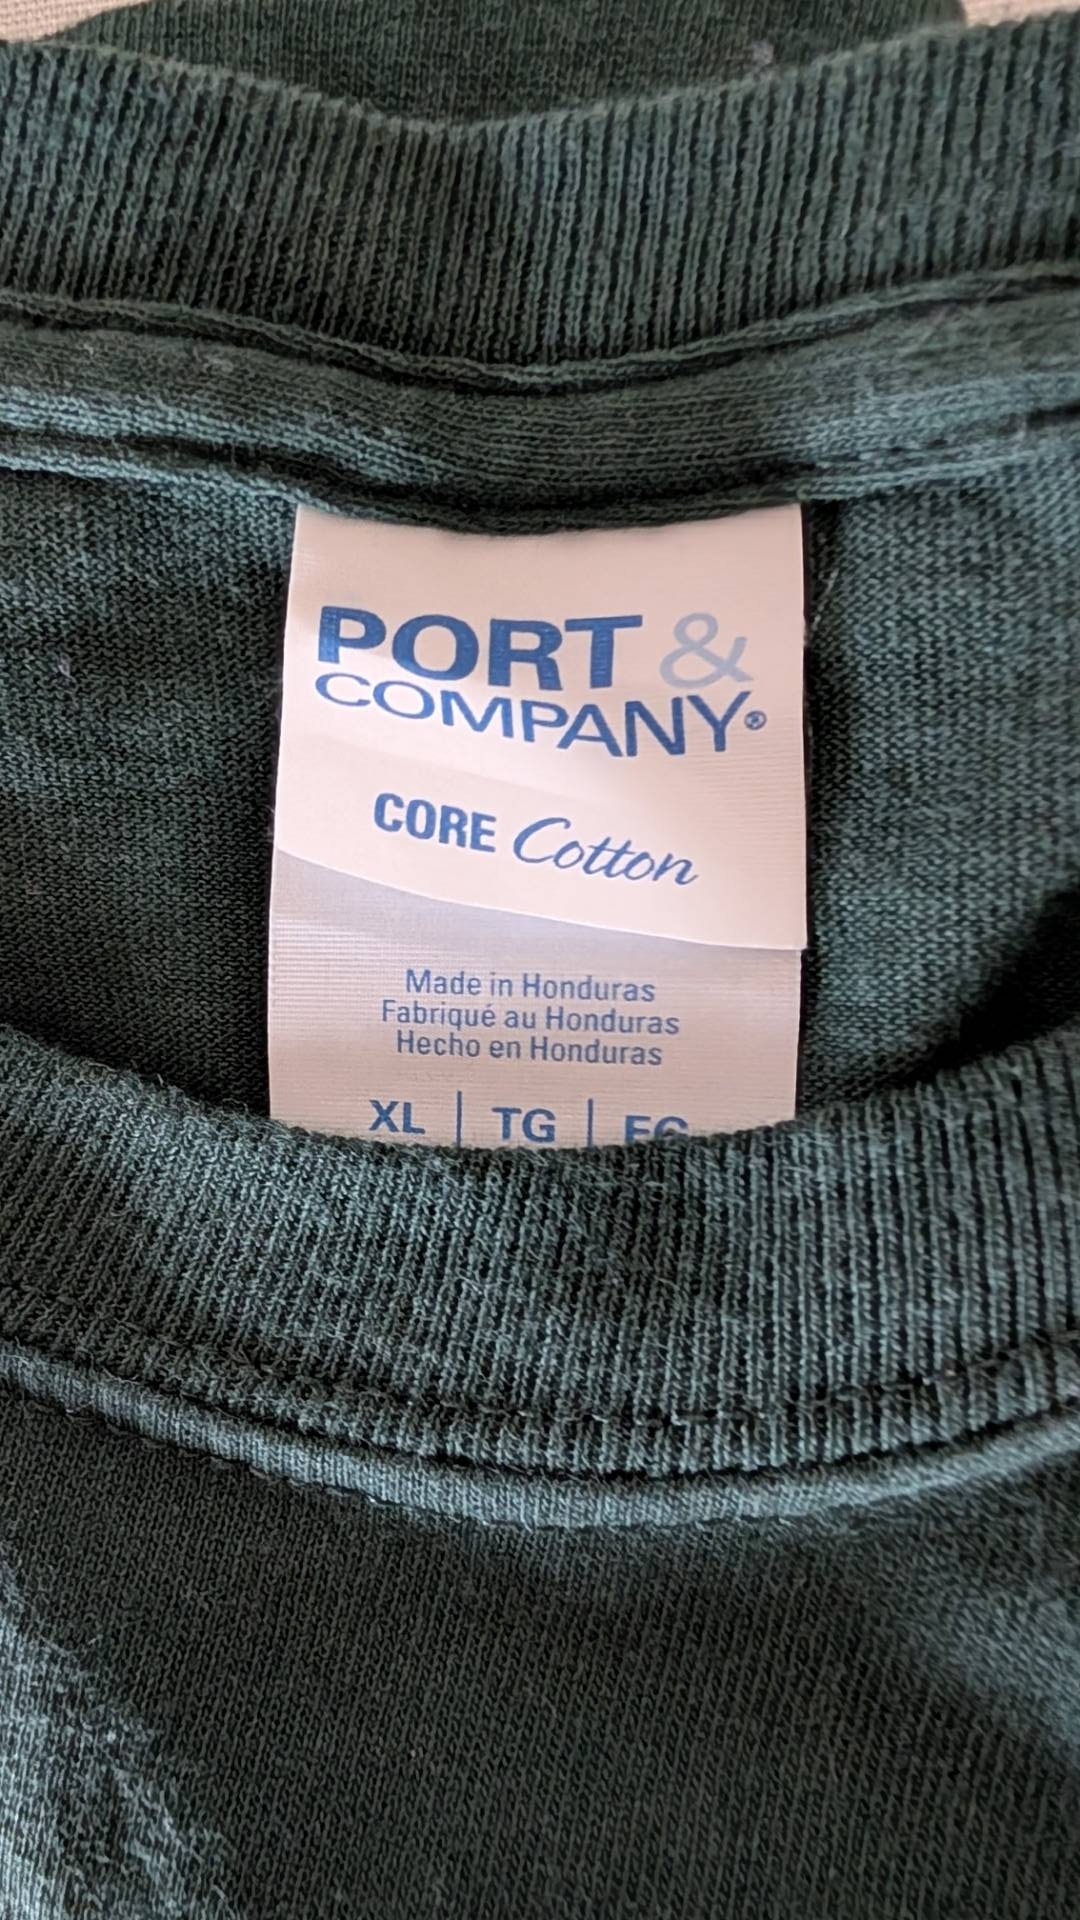 PORT &
COMPANY®
CORE Cotton
Made in Honduras
Fabriqué au Honduras
Hecho en Honduras
XL | TG |